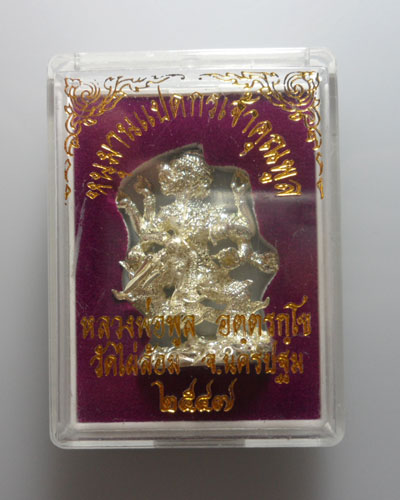 หนุมานแปดกรเจ้าคุณพูล
หลวงพ่อพูล อตฺตรกฺโข
วัดไผ่ล้อม จ.นครปฐม
๒๕๔๗